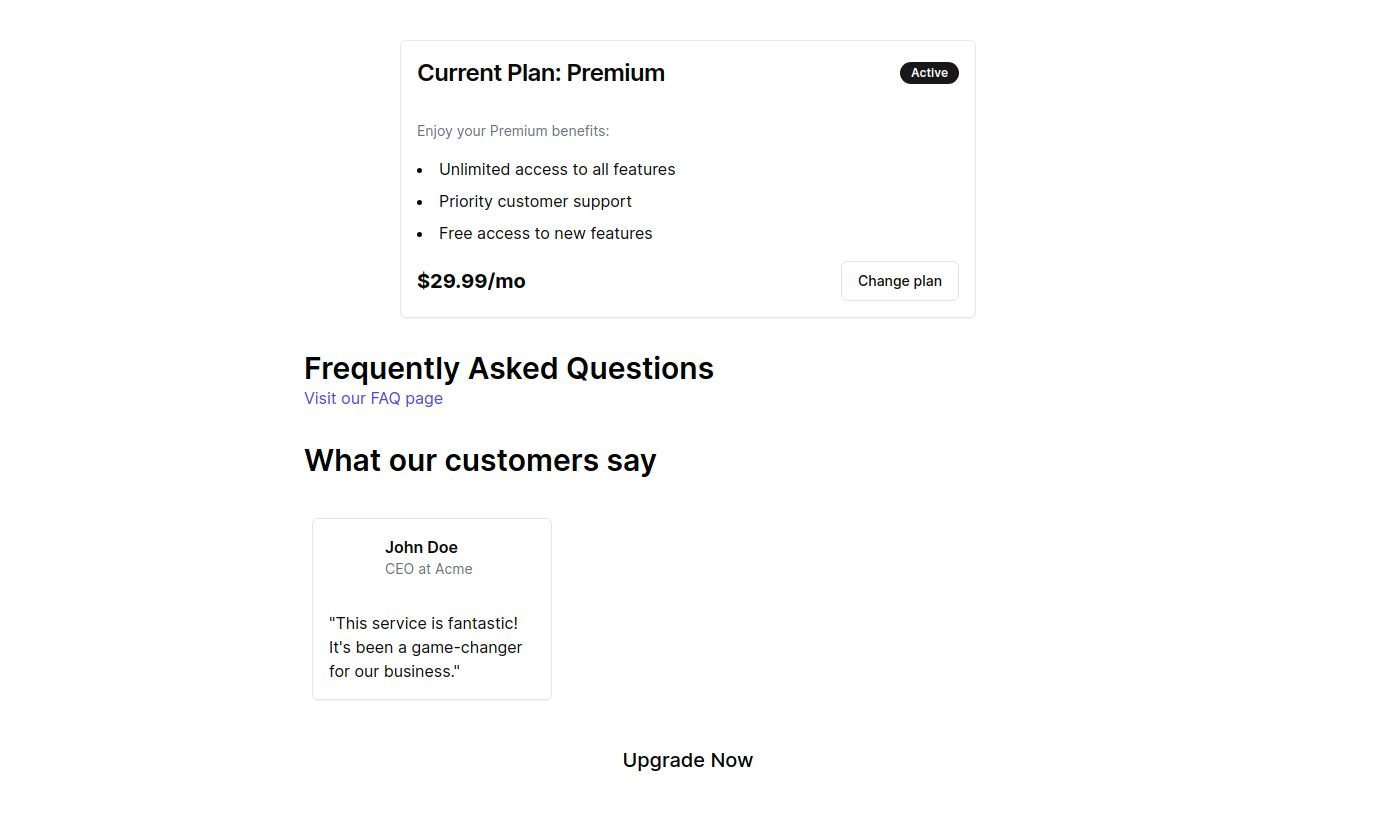 Current Plan: Premium
Active
Enjoy your Premium benefits:
Unlimited access to all features
Priority customer support
Free access to new features
$29.99/mo
Change plan
Frequently Asked Questions
Visit our FAQ page
What our customers say
John Doe
CEO at Acme
"This service is fantastic!
It's been a game-changer
for our business."
Upgrade Now